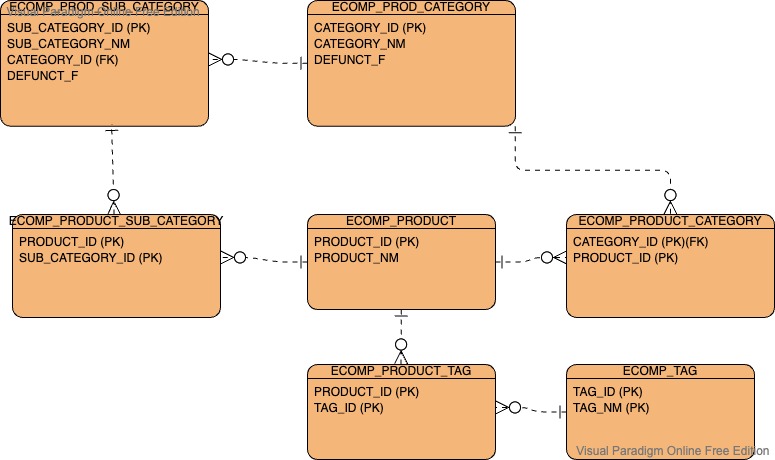 ECOMP_PROD_SUB_CATEGORY
Visual Paradigm Online Free Edition
SUB_CATEGORY_ID (PK)
SUB_CATEGORY_NM
CATEGORY_ID (FK)
DEFUNCT_F
ECOMP_PROD_CATEGORY
CATEGORY_ID (PK)
CATEGORY_NM
DEFUNCT_F
ECOMP_PRODUCT_SUB_CATEGORY
PRODUCT_ID (PK)
SUB_CATEGORY_ID (PK)
ECOMP_PRODUCT
PRODUCT_ID (PK)
PRODUCT_NM
ECOMP_PRODUCT_CATEGORY
CATEGORY_ID (PK)(FK)
PRODUCT_ID (PK)
ECOMP_PRODUCT_TAG
PRODUCT_ID (PK)
TAG_ID (PK)
ECOMP_TAG
TAG_ID (PK)
TAG_NM (PK)
Visual Paradigm Online Free Edition